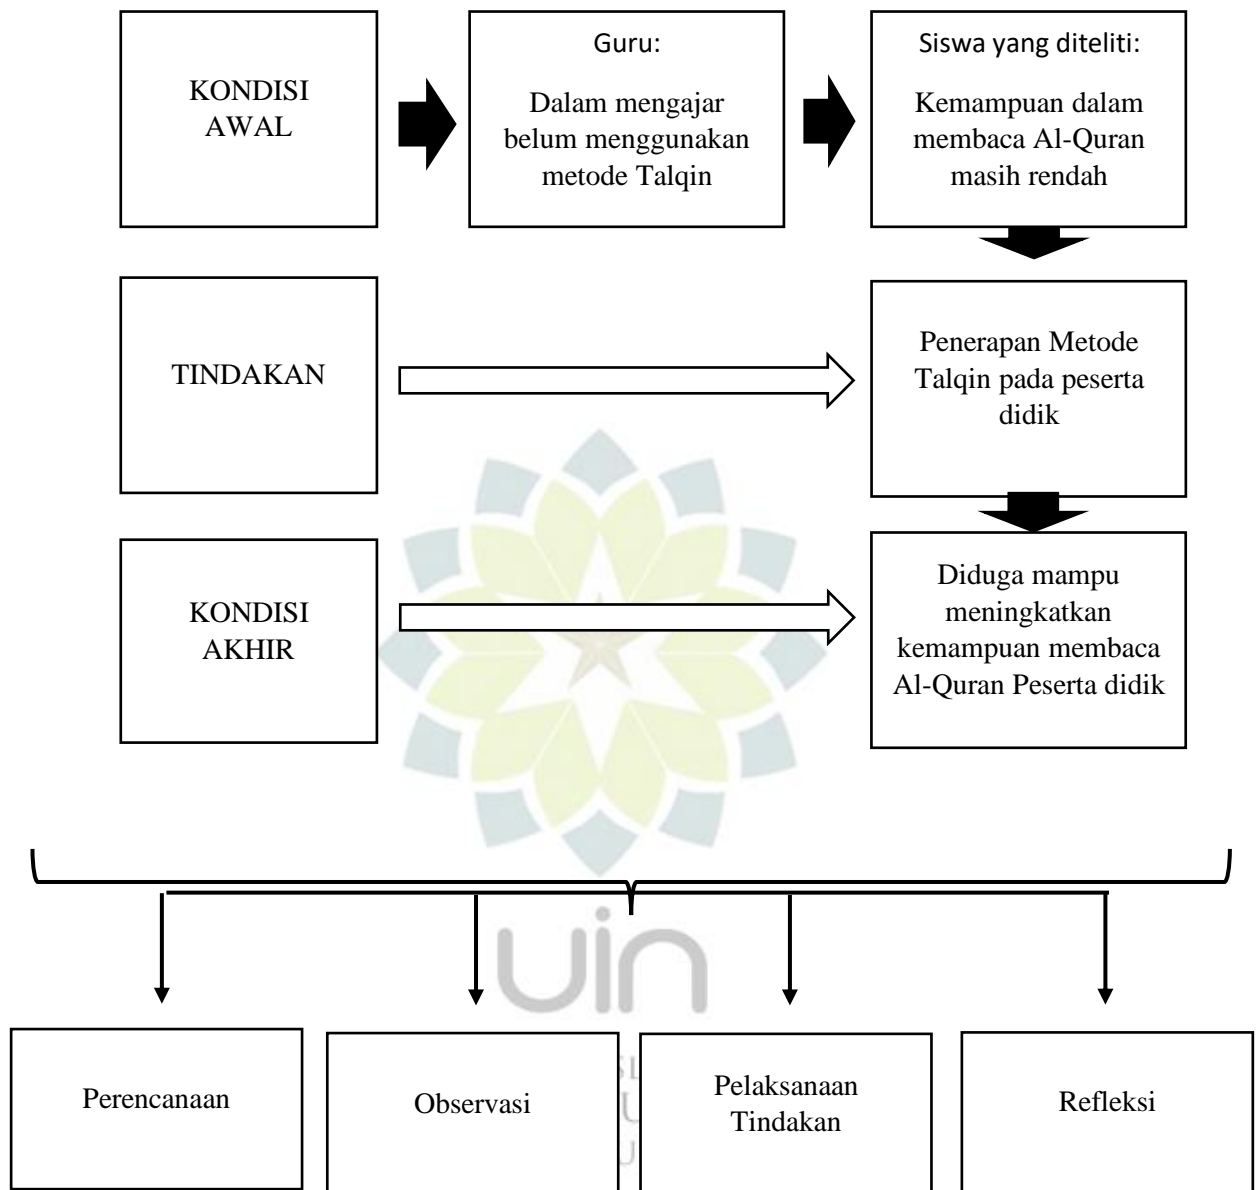 KONDISI
AWAL
Guru:
Dalam mengajar
belum menggunakan
metode Talqin
Siswa yang diteliti:
Kemampuan dalam
membaca Al-Quran
masih rendah
TINDAKAN
Penerapan Metode
Talqin pada peserta
didik
KONDISI
AKHIR
Diduga mampu
meningkatkan
kemampuan membaca
Al-Quran Peserta didik
uin
Perencanaan
Observasi
Pelaksanaan
Tindakan
Refleksi